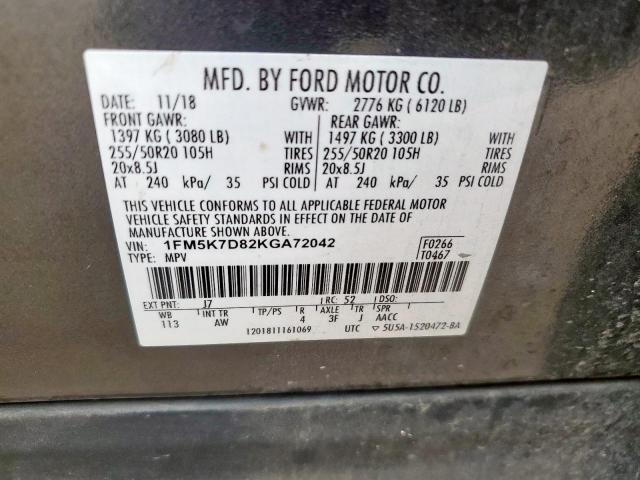 MFD. BY FORD MOTOR CO.
DATE: 11/18 GVWR: 2776 KG ( 6120 LB)
FRONT GAWR: REAR GAWR:
1397 KG ( 3080 LB) WITH 1497 KG ( 3300 LB) WITH
255/50R20 105H TIRES 255/50R20 105H TIRES
20x8.5J RIMS 20x8.5J RIMS
AT 240 kPa/ 35 PSI COLD AT 240 kPa/ 35 PSI COLD
THIS VEHICLE CONFORMS TO ALL APPLICABLE FEDERAL MOTOR
VEHICLE SAFETY STANDARDS IN EFFECT ON THE DATE OF
MANUFACTURE SHOWN ABOVE.
VIN: 1FM5K7D82KGA72042 F0266
TYPE: MPV T0467
EXT PNT: J7 RC: 52 DSO:
WB INT TR TP/PS R AXLE TR SPR
113 AW 4 3F J AACC
1201811161069 UTC ▽ 5U5A-1520472-BA